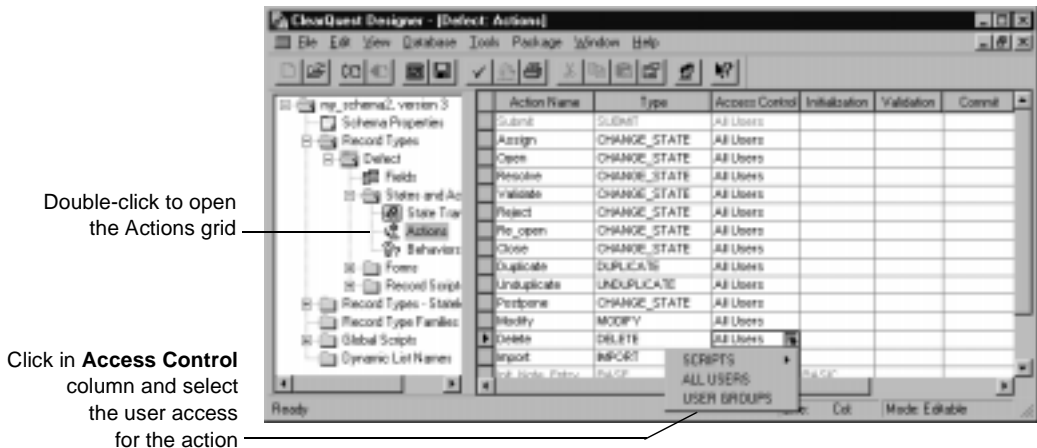 ClearQuest Designer - [Defect: Actions]
File Edit View Database Tools Package Window Help
my_schema2, version 3
Schema Properties
Record Types
Defect
Fields
States and Ac
State Tran
Actions
Behaviors
Forms
Record Script
Record Types - Statel
Record Type Families
Global Scripts
Dynamic List Names
Action Name Type Access Control Initialization Validation Commit
Submit SUBMIT All Users
Assign CHANGE_STATE All Users
Open CHANGE_STATE All Users
Resolve CHANGE_STATE All Users
Validate CHANGE_STATE All Users
Reject CHANGE_STATE All Users
Re_open CHANGE_STATE All Users
Close CHANGE_STATE All Users
Duplicate DUPLICATE All Users
Unduplicate UNDUPLICATE All Users
Postpone CHANGE_STATE All Users
Modify MODIFY All Users
Delete DELETE All Users
Import IMPORT
Init_Note_Entry BASE BASIC
SCRIPTS
ALL USERS
USER GROUPS
Ready Col: Mode: Editable
Double-click to open
the Actions grid
Click in Access Control
column and select
the user access
for the action